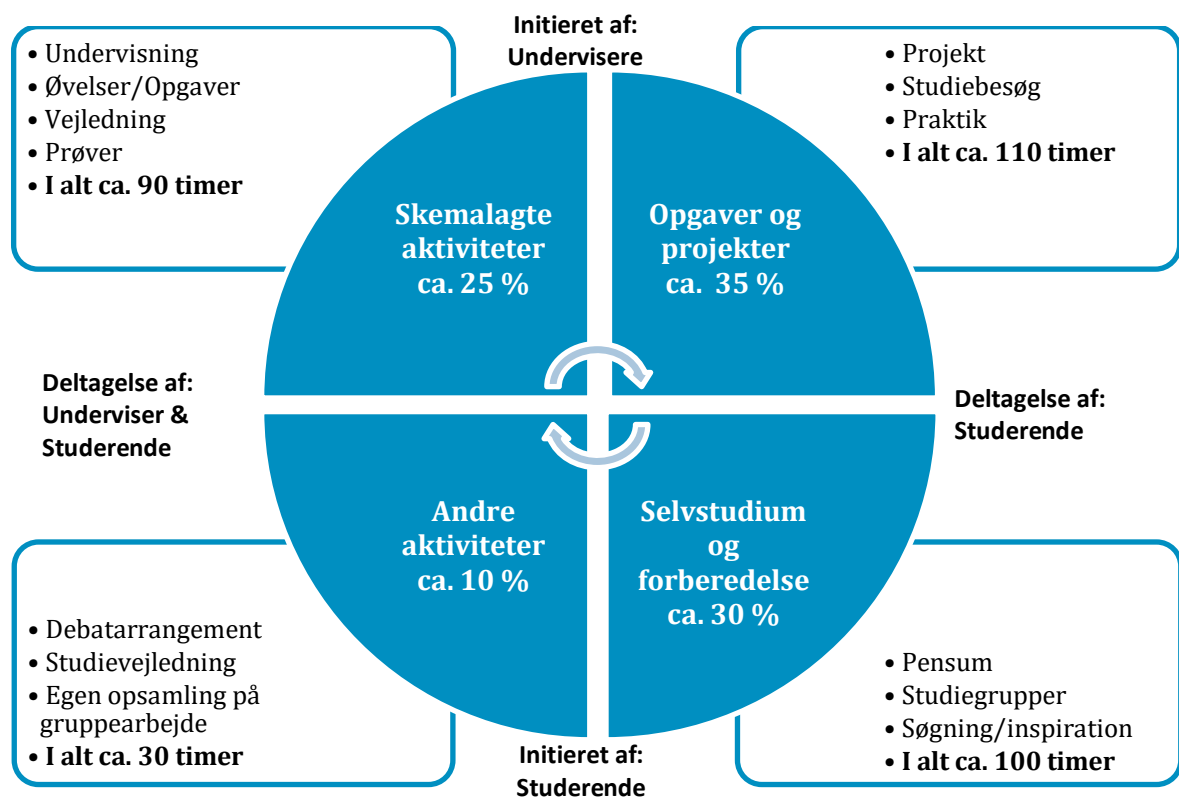 Initieret af:
Undervisere
• Undervisning
• Øvelser/Opgaver
• Vejledning
• Prøver
• I alt ca. 90 timer
• Projekt
• Studiebesøg
• Praktik
• I alt ca. 110 timer
Skemalagte
aktiviteter
ca. 25 %
Opgaver og
projekter
ca. 35 %
Deltagelse af:
Underviser &
Studerende
Deltagelse af:
Studerende
Andre
aktiviteter
ca. 10 %
Selvstudium
og
forberedelse
ca. 30 %
• Debatarrangement
• Studievejledning
• Egen opsamling på
gruppearbejde
• I alt ca. 30 timer
• Pensum
• Studiegrupper
• Søgning/inspiration
• I alt ca. 100 timer
Initieret af:
Studerende